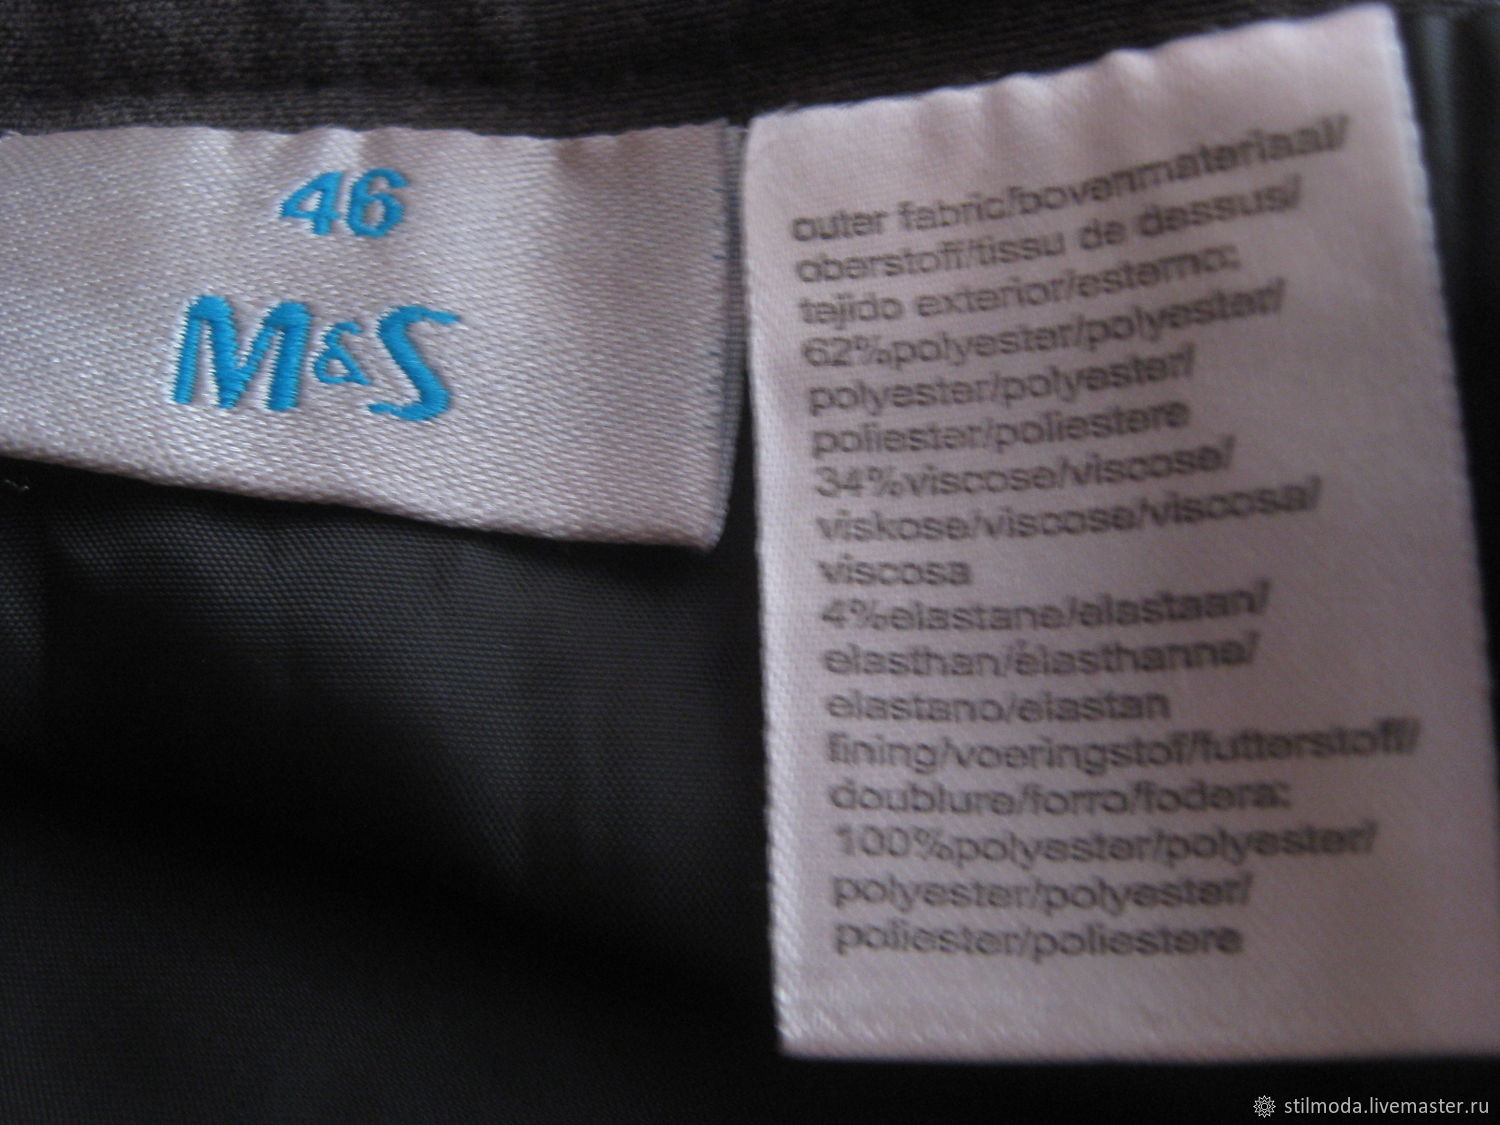 46
M&S
outer fabric/bovenmateriaal/
oberstoff/tissu de dessus/
tejido exterior/esterno:
62%polyester/polyester/
polyester/polyester/
poliester/poliestere
34%viscose/viscose/
viskose/viscose/viscosa/
viscosa
4%elastane/elastaan/
elasthan/élasthanne/
elastano/elastan
lining/voeringstof/futterstoff/
doublure/forro/fodera:
100%polyester/polyester/
polyester/polyester/
poliester/poliestere
stilmoda.livemaster.ru